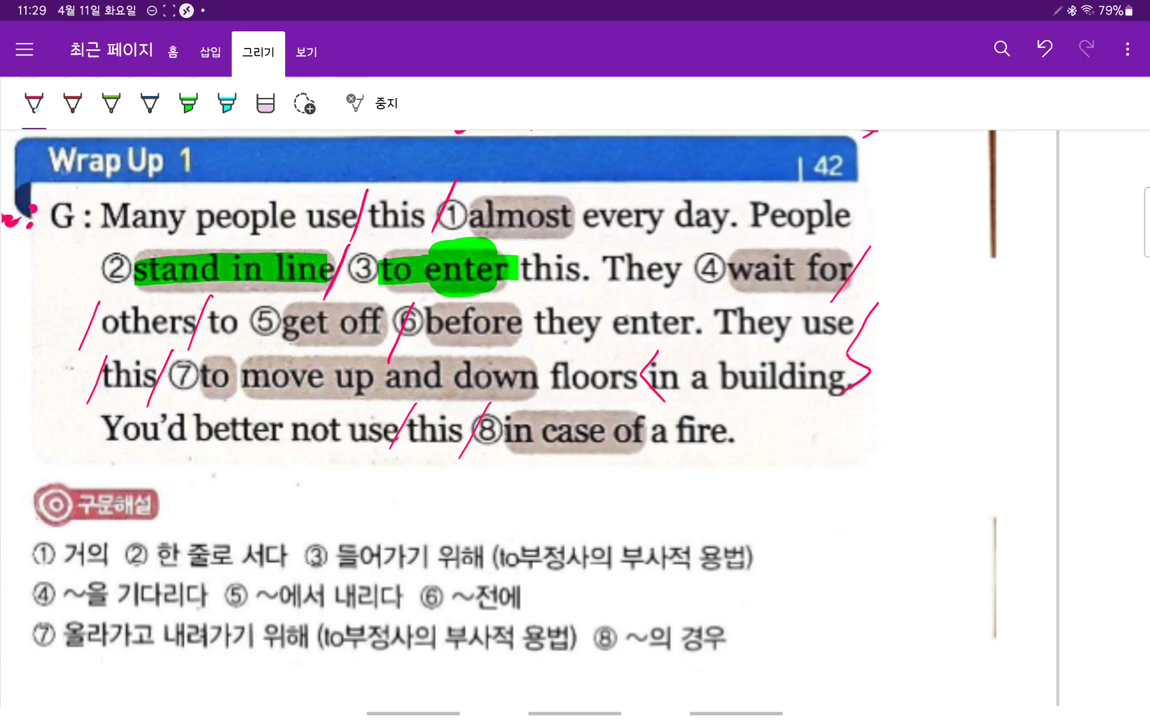 11:29 4월 11일 화요일 79%
최근 페이지 홈 삽입 그리기 보기
중지
Wrap Up 1 | 42
G : Many people use this ①almost every day. People
②stand in line ③to enter this. They ④wait for
others to ⑤get off ⑥before they enter. They use
this ⑦to move up and down floors in a building.
You'd better not use this ⑧in case of a fire.
구문해설
① 거의 ② 한 줄로 서다 ③ 들어가기 위해 (to부정사의 부사적 용법)
④ ~을 기다리다 ⑤ ~에서 내리다 ⑥ ~전에
⑦ 올라가고 내려가기 위해 (to부정사의 부사적 용법) ⑧ ~의 경우